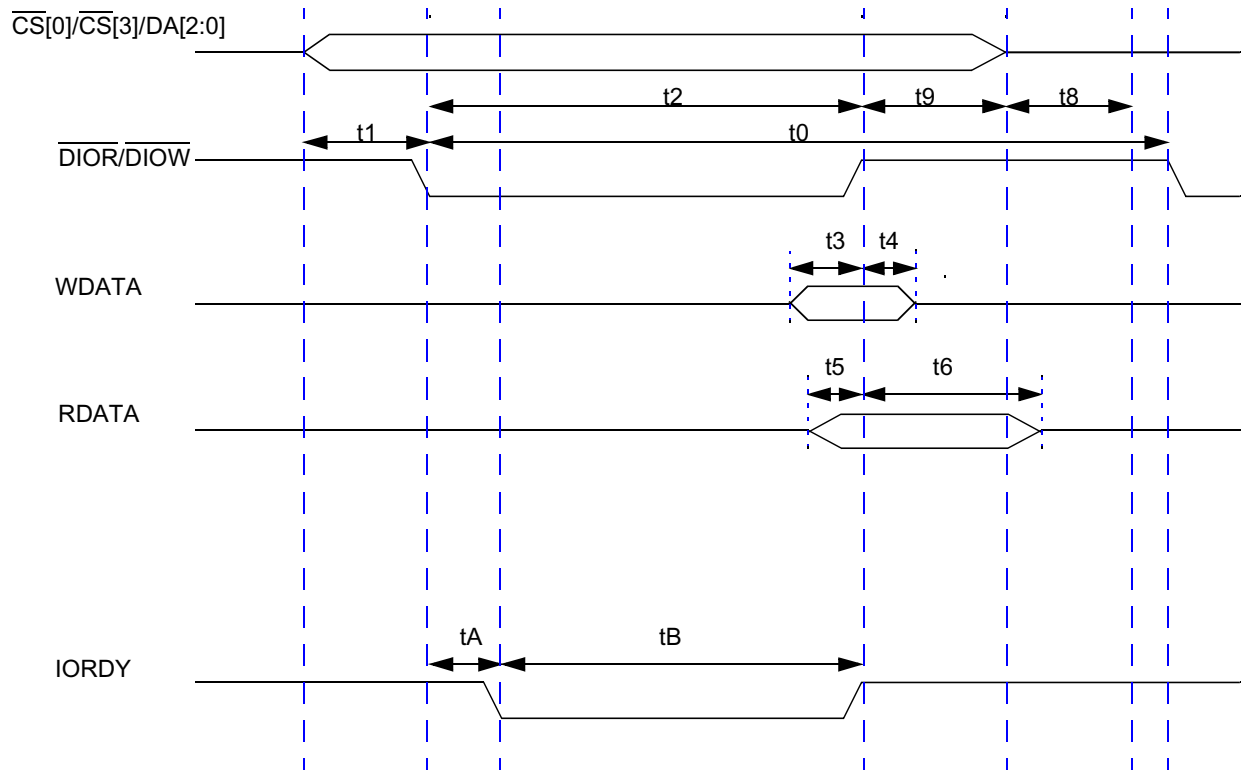 CS[0]/CS[3]/DA[2:0]
t2
t9
t8
t1
t0
DIOR/DIOW
t3
t4
WDATA
t5
t6
RDATA
tA
tB
IORDY